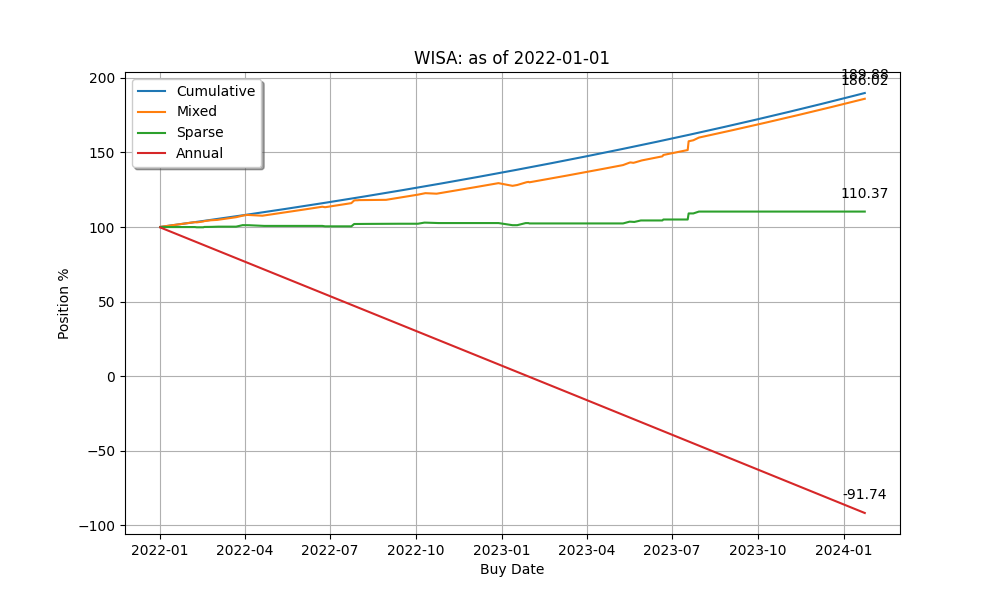 WISA: as of 2022-01-01
Cumulative
Mixed
Sparse
Annual
189.88
186.02
110.37
-91.74
200
150
100
50
0
−50
−100
Position %
2022-01 2022-04 2022-07 2022-10 2023-01 2023-04 2023-07 2023-10 2024-01
Buy Date